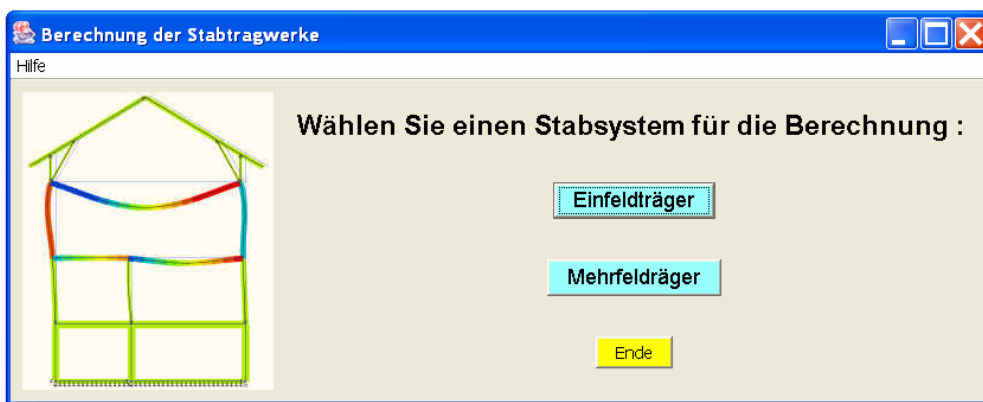 Berechnung der Stabtragwerke
Hilfe
Wählen Sie einen Stabsystem für die Berechnung :
Einfeldträger
Mehrfeldräger
Ende